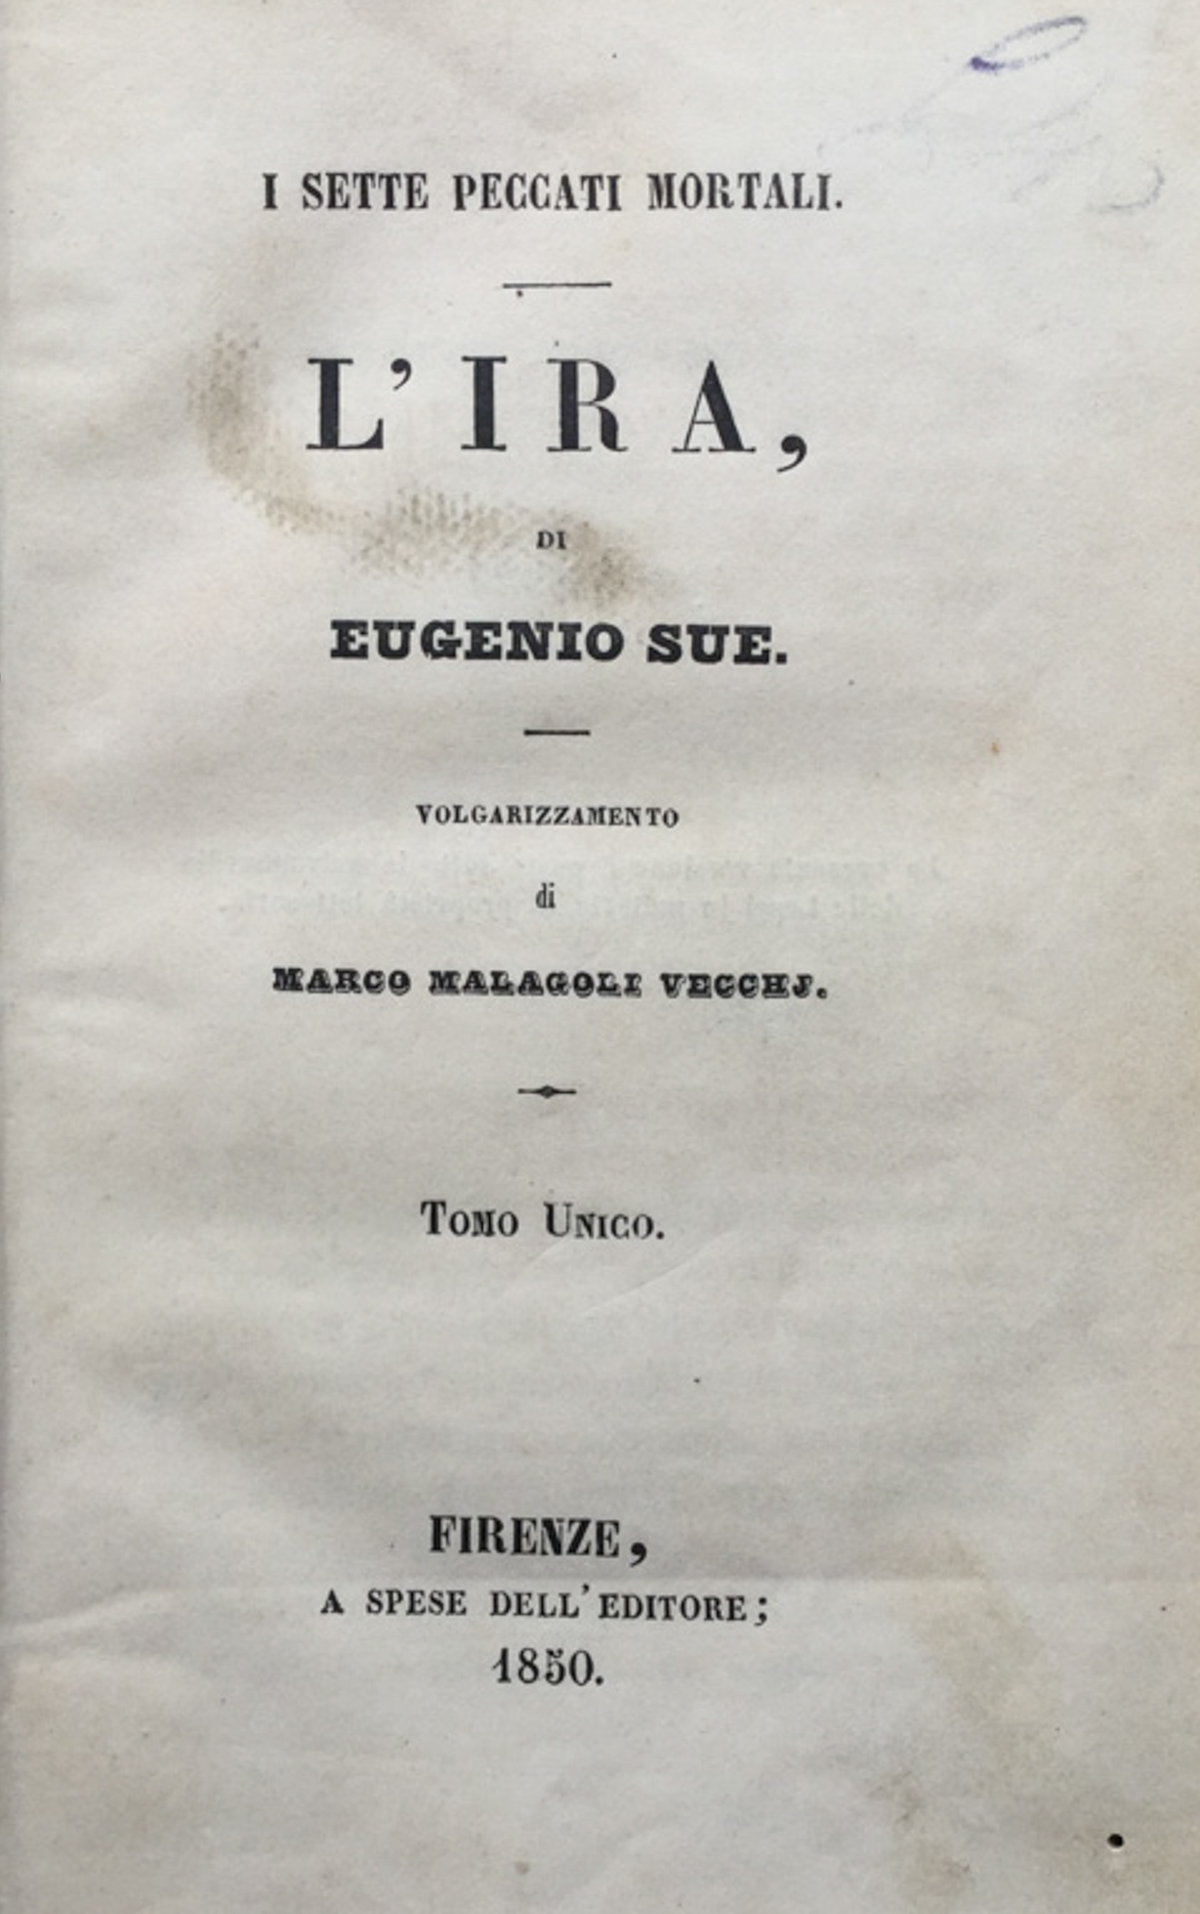 I SETTE PECCATI MORTALI.
L' IRA,
DI
EUGENIO SUE.
VOLGARIZZAMENTO
di
MARCO MALAGOLI VECCHJ.
TOMO UNICO.
FIRENZE,
A SPESE DELL' EDITORE;
1850.